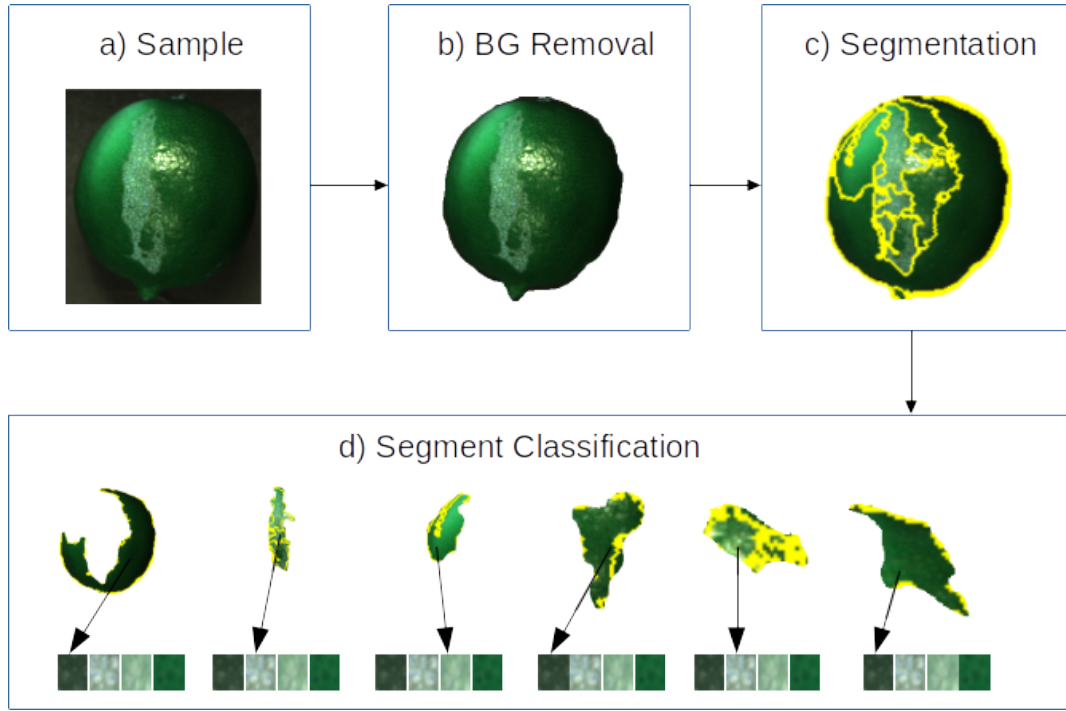 a) Sample
b) BG Removal
c) Segmentation
d) Segment Classification